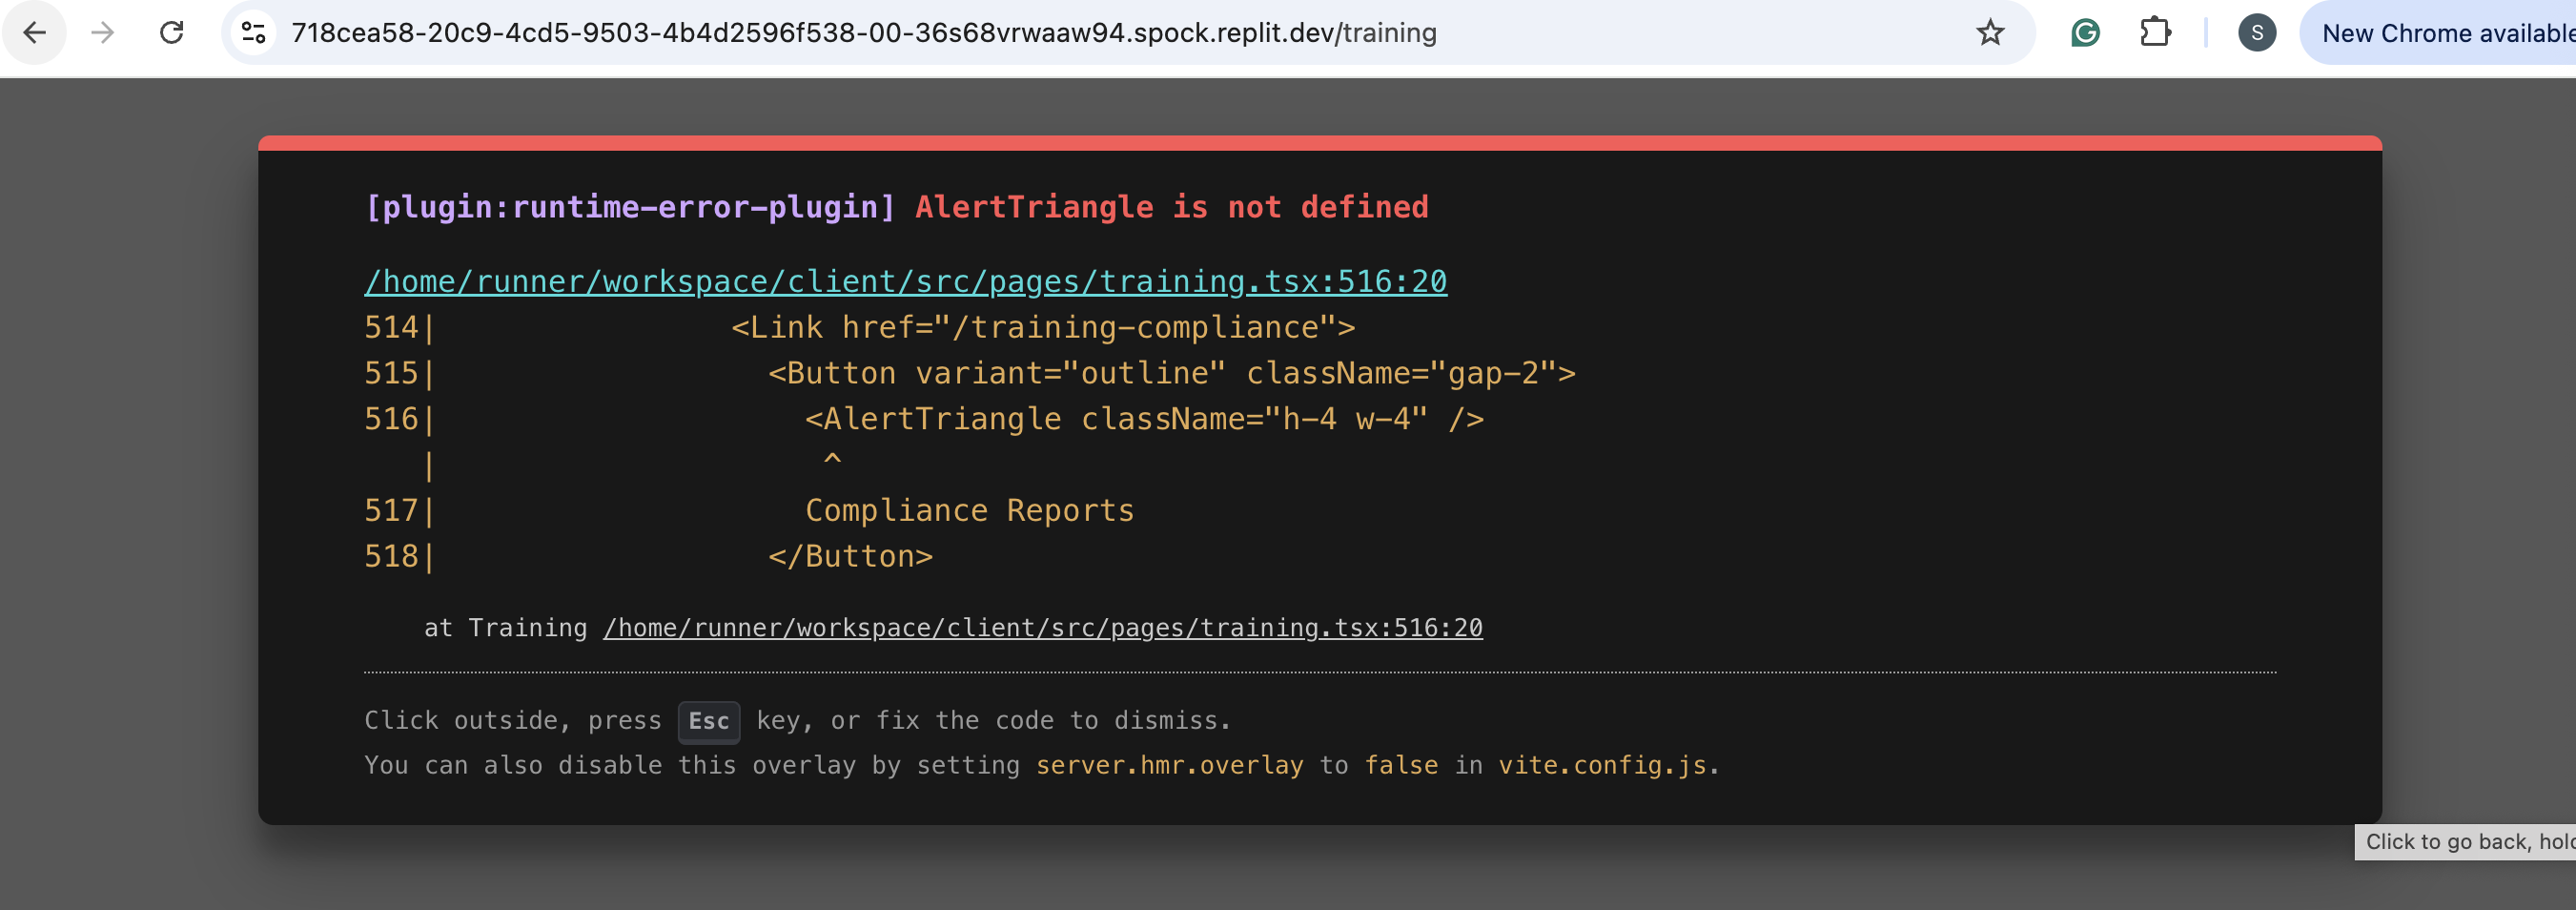 718cea58-20c9-4cd5-9503-4b4d2596f538-00-36s68vrwaaw94.spock.replit.dev/training
S
New Chrome available
[plugin:runtime-error-plugin] AlertTriangle is not defined
/home/runner/workspace/client/src/pages/training.tsx:516:20
514|                <Link href="/training-compliance">
515|                  <Button variant="outline" className="gap-2">
516|                    <AlertTriangle className="h-4 w-4" />
   |                     ^
517|                    Compliance Reports
518|                  </Button>
at Training /home/runner/workspace/client/src/pages/training.tsx:516:20
Click outside, press Esc key, or fix the code to dismiss.
You can also disable this overlay by setting server.hmr.overlay to false in vite.config.js.
Click to go back, hold